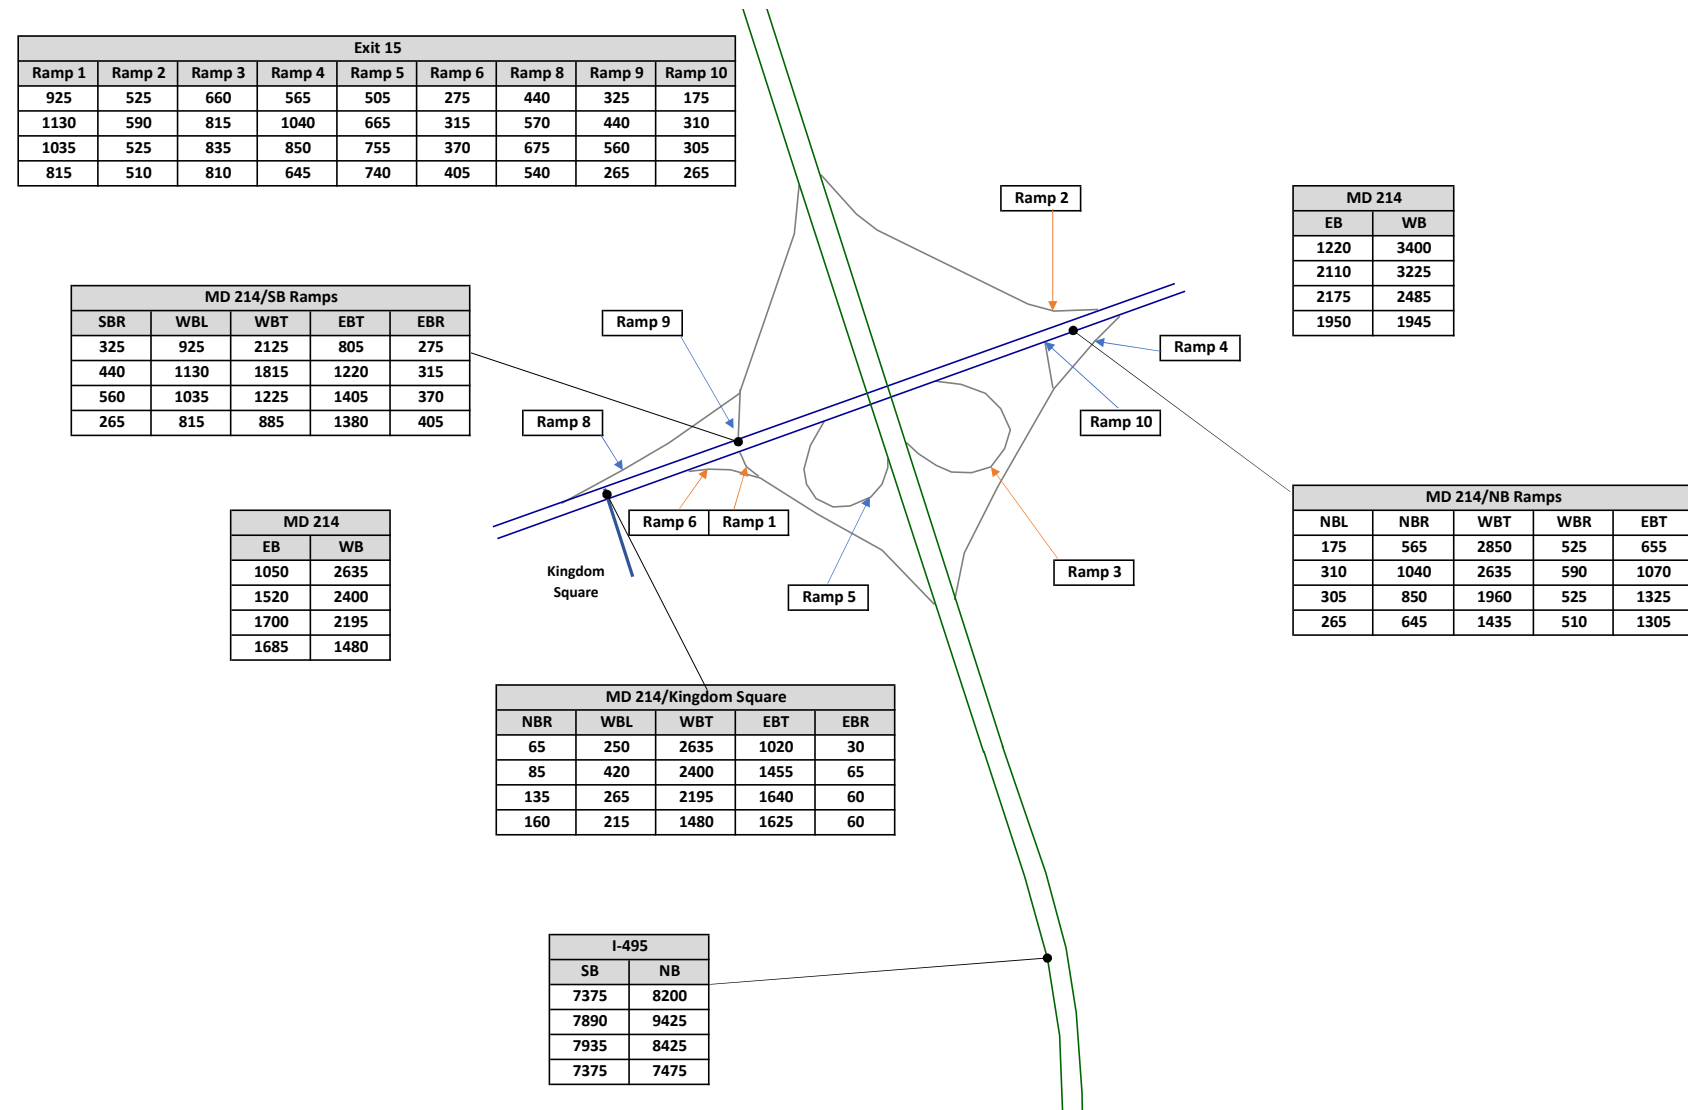 Exit 15
Ramp 1 Ramp 2 Ramp 3 Ramp 4 Ramp 5 Ramp 6 Ramp 8 Ramp 9 Ramp 10
925 525 660 565 505 275 440 325 175
1130 590 815 1040 665 315 570 440 310
1035 525 835 850 755 370 675 560 305
815 510 810 645 740 405 540 265 265
Ramp 2
MD 214
EB WB
1220 3400
2110 3225
2175 2485
1950 1945
MD 214/SB Ramps
SBR WBL WBT EBT EBR
325 925 2125 805 275
440 1130 1815 1220 315
560 1035 1225 1405 370
265 815 885 1380 405
Ramp 9
Ramp 4
Ramp 8
Ramp 10
Ramp 6 Ramp 1
MD 214/NB Ramps
NBL NBR WBT WBR EBT
175 565 2850 525 655
310 1040 2635 590 1070
305 850 1960 525 1325
265 645 1435 510 1305
MD 214
EB WB
1050 2635
1520 2400
1700 2195
1685 1480
Kingdom
Square
Ramp 5
Ramp 3
MD 214/Kingdom Square
NBR WBL WBT EBT EBR
65 250 2635 1020 30
85 420 2400 1455 65
135 265 2195 1640 60
160 215 1480 1625 60
I-495
SB NB
7375 8200
7890 9425
7935 8425
7375 7475